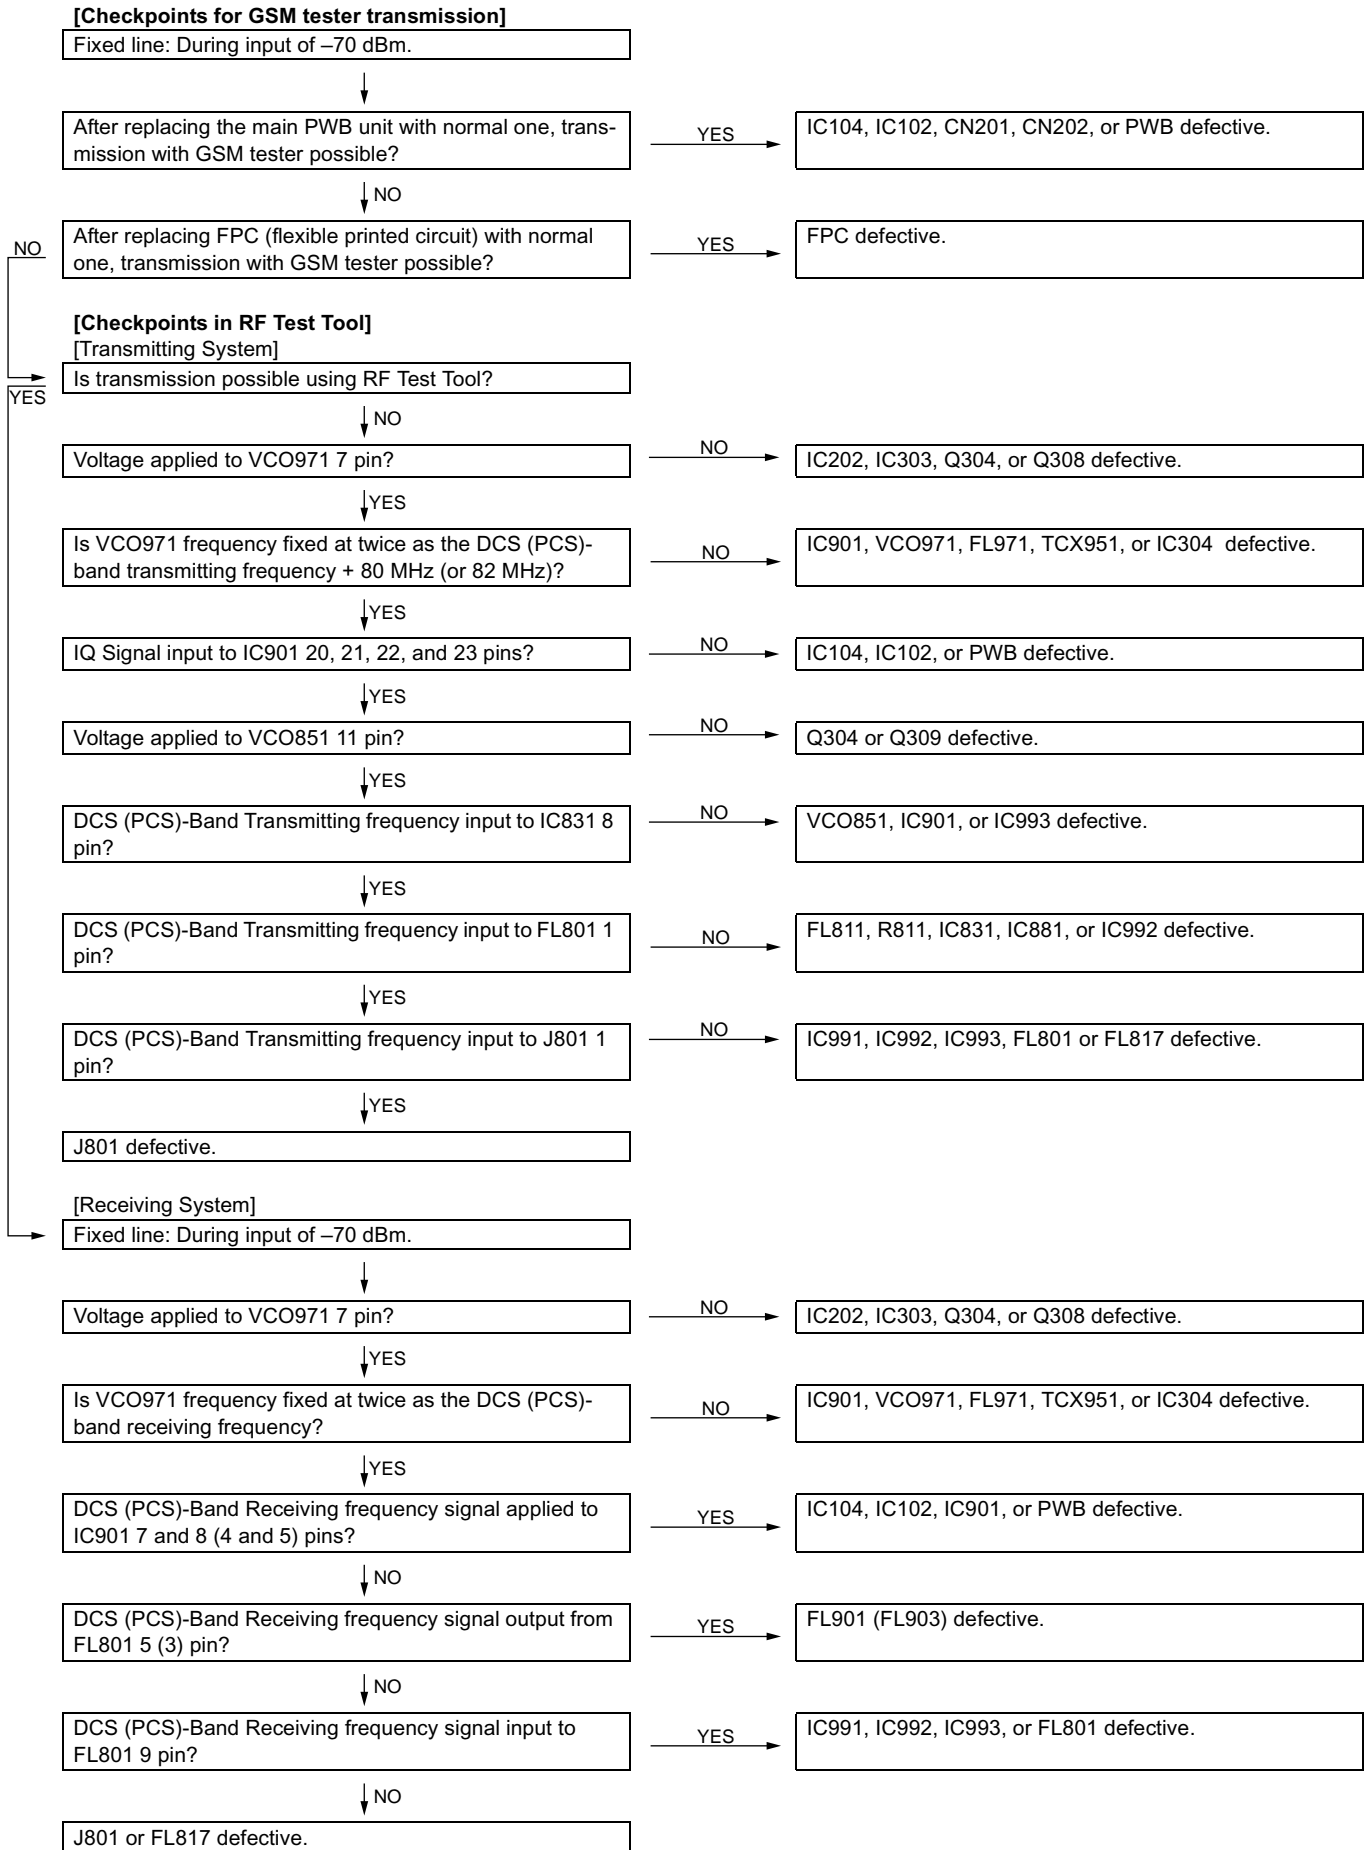 [Checkpoints for GSM tester transmission]
Fixed line: During input of –70 dBm.
After replacing the main PWB unit with normal one, trans-
mission with GSM tester possible?
YES
IC104, IC102, CN201, CN202, or PWB defective.
NO
NO
After replacing FPC (flexible printed circuit) with normal
one, transmission with GSM tester possible?
YES
FPC defective.
[Checkpoints in RF Test Tool]
[Transmitting System]
Is transmission possible using RF Test Tool?
YES
NO
Voltage applied to VCO971 7 pin?
NO
IC202, IC303, Q304, or Q308 defective.
YES
Is VCO971 frequency fixed at twice as the DCS (PCS)-
band transmitting frequency + 80 MHz (or 82 MHz)?
NO
IC901, VCO971, FL971, TCX951, or IC304 defective.
YES
IQ Signal input to IC901 20, 21, 22, and 23 pins?
NO
IC104, IC102, or PWB defective.
YES
Voltage applied to VCO851 11 pin?
NO
Q304 or Q309 defective.
YES
DCS (PCS)-Band Transmitting frequency input to IC831 8
pin?
NO
VCO851, IC901, or IC993 defective.
YES
DCS (PCS)-Band Transmitting frequency input to FL801 1
pin?
NO
FL811, R811, IC831, IC881, or IC992 defective.
YES
DCS (PCS)-Band Transmitting frequency input to J801 1
pin?
NO
IC991, IC992, IC993, FL801 or FL817 defective.
YES
J801 defective.
[Receiving System]
Fixed line: During input of –70 dBm.
Voltage applied to VCO971 7 pin?
NO
IC202, IC303, Q304, or Q308 defective.
YES
Is VCO971 frequency fixed at twice as the DCS (PCS)-
band receiving frequency?
NO
IC901, VCO971, FL971, TCX951, or IC304 defective.
YES
DCS (PCS)-Band Receiving frequency signal applied to
IC901 7 and 8 (4 and 5) pins?
YES
IC104, IC102, IC901, or PWB defective.
NO
DCS (PCS)-Band Receiving frequency signal output from
FL801 5 (3) pin?
YES
FL901 (FL903) defective.
NO
DCS (PCS)-Band Receiving frequency signal input to
FL801 9 pin?
YES
IC991, IC992, IC993, or FL801 defective.
NO
J801 or FL817 defective.